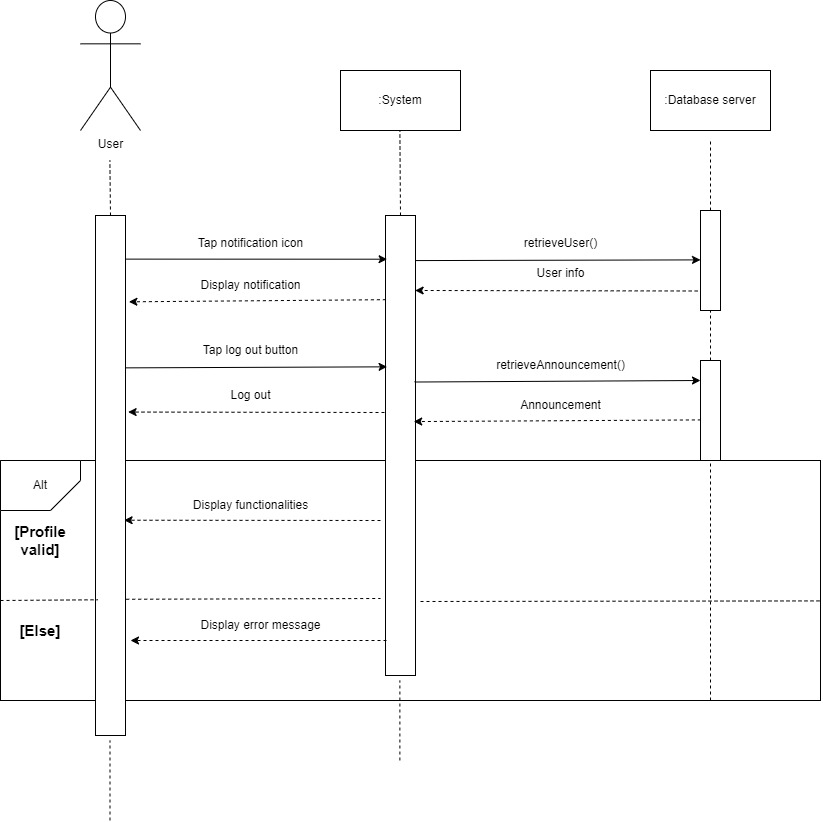 User
:System
:Database server
Tap notification icon
retrieveUser()
User info
Display notification
Tap log out button
retrieveAnnouncement()
Log out
Announcement
Alt
Display functionalities
[Profile
valid]
[Else]
Display error message